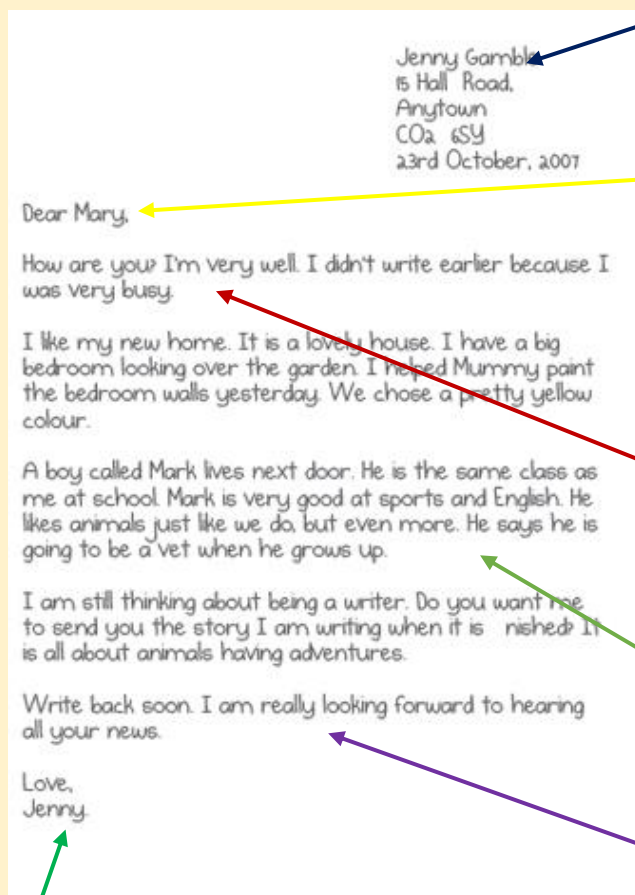 Jenny Gamble
15 Hall Road,
Anytown
CO2 6SY
23rd October, 2007
Dear Mary,
How are you? I'm very well. I didn't write earlier because I
was very busy.
I like my new home. It is a lovely house. I have a big
bedroom looking over the garden. I helped Mummy paint
the bedroom walls yesterday. We chose a pretty yellow
colour.
A boy called Mark lives next door. He is the same class as
me at school. Mark is very good at sports and English. He
likes animals just like we do, but even more. He says he is
going to be a vet when he grows up.
I am still thinking about being a writer. Do you want me
to send you the story I am writing when it is nished? It
is all about animals having adventures.
Write back soon. I am really looking forward to hearing
all your news.
Love,
Jenny.